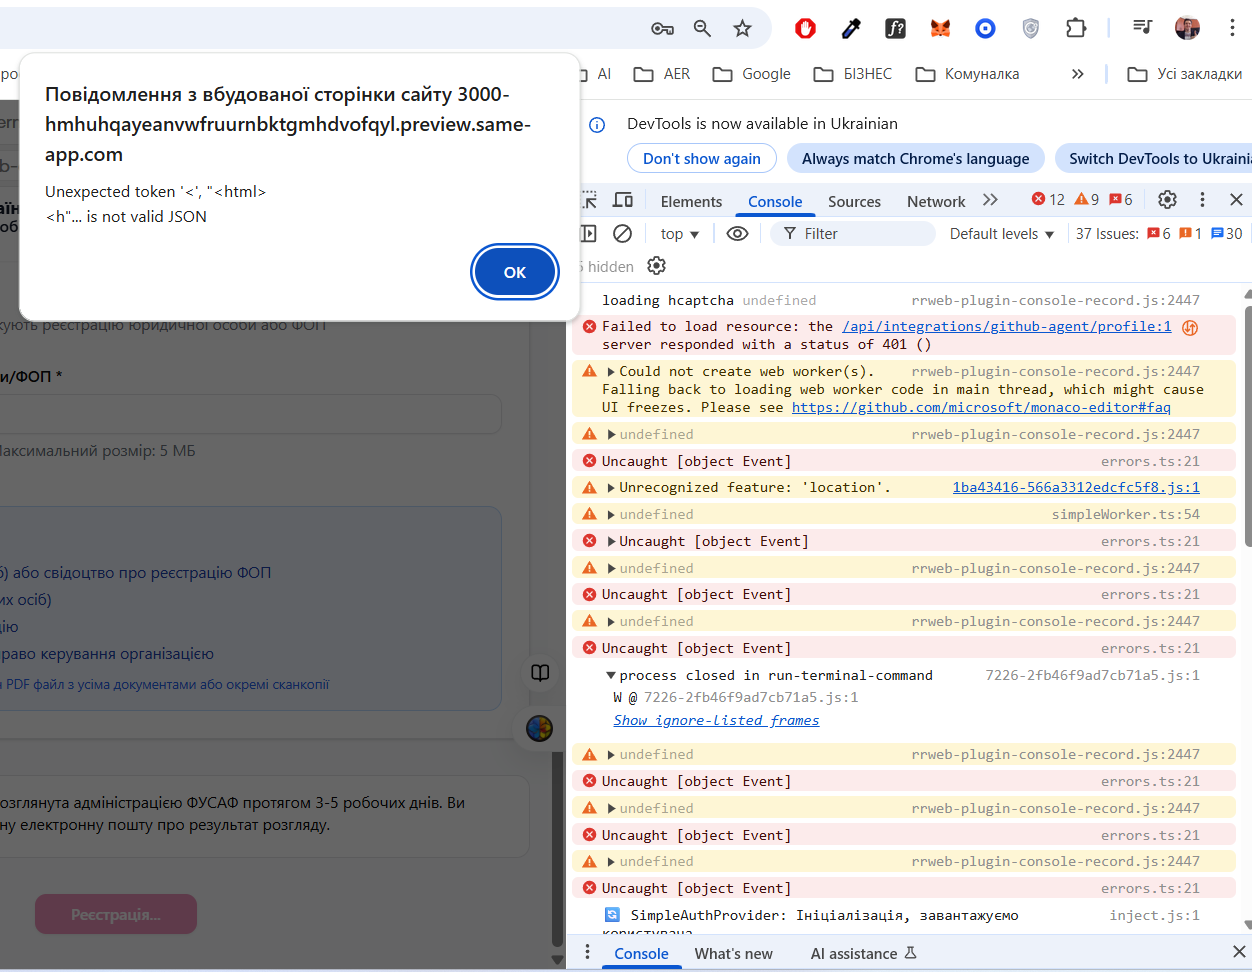 AI
AER
Google
БІЗНЕС
Комуналка
Усі закладки
Повідомлення з вбудованої сторінки сайту 3000-
hmhuhqayeanvwfruurnbktgmhdvofqyl.preview.same-
app.com
Unexpected token '<', "<html>
<h"... is not valid JSON
OK
кують реєстрацію юридичної особи або ФОП
и/ФОП *
Максимальний розмір: 5 МБ
б) або свідоцтво про реєстрацію ФОП
их осіб)
цію
право керування організацією
н PDF файл з усіма документами або окремі сканкопії
озглянута адміністрацією ФУСАФ протягом 3-5 робочих днів. Ви
ну електронну пошту про результат розгляду.
Реєстрація...
DevTools is now available in Ukrainian
Don't show again
Always match Chrome's language
Switch DevTools to Ukraini
Elements
Console
Sources
Network
12
9
6
top
Filter
Default levels
37 Issues:
6
1
30
5 hidden
loading hcaptcha undefined rrweb-plugin-console-record.js:2447
Failed to load resource: the /api/integrations/github-agent/profile:1
server responded with a status of 401 ()
Could not create web worker(s). rrweb-plugin-console-record.js:2447
Falling back to loading web worker code in main thread, which might cause
UI freezes. Please see https://github.com/microsoft/monaco-editor#faq
undefined rrweb-plugin-console-record.js:2447
Uncaught [object Event] errors.ts:21
Unrecognized feature: 'location'. 1ba43416-566a3312edcfc5f8.js:1
undefined simpleWorker.ts:54
Uncaught [object Event] errors.ts:21
undefined rrweb-plugin-console-record.js:2447
Uncaught [object Event] errors.ts:21
undefined rrweb-plugin-console-record.js:2447
Uncaught [object Event] errors.ts:21
process closed in run-terminal-command 7226-2fb46f9ad7cb71a5.js:1
W @ 7226-2fb46f9ad7cb71a5.js:1
Show ignore-listed frames
undefined rrweb-plugin-console-record.js:2447
Uncaught [object Event] errors.ts:21
undefined rrweb-plugin-console-record.js:2447
Uncaught [object Event] errors.ts:21
undefined rrweb-plugin-console-record.js:2447
Uncaught [object Event] errors.ts:21
SimpleAuthProvider: Ініціалізація, завантажуємо inject.js:1
користувача
Console
What's new
AI assistance